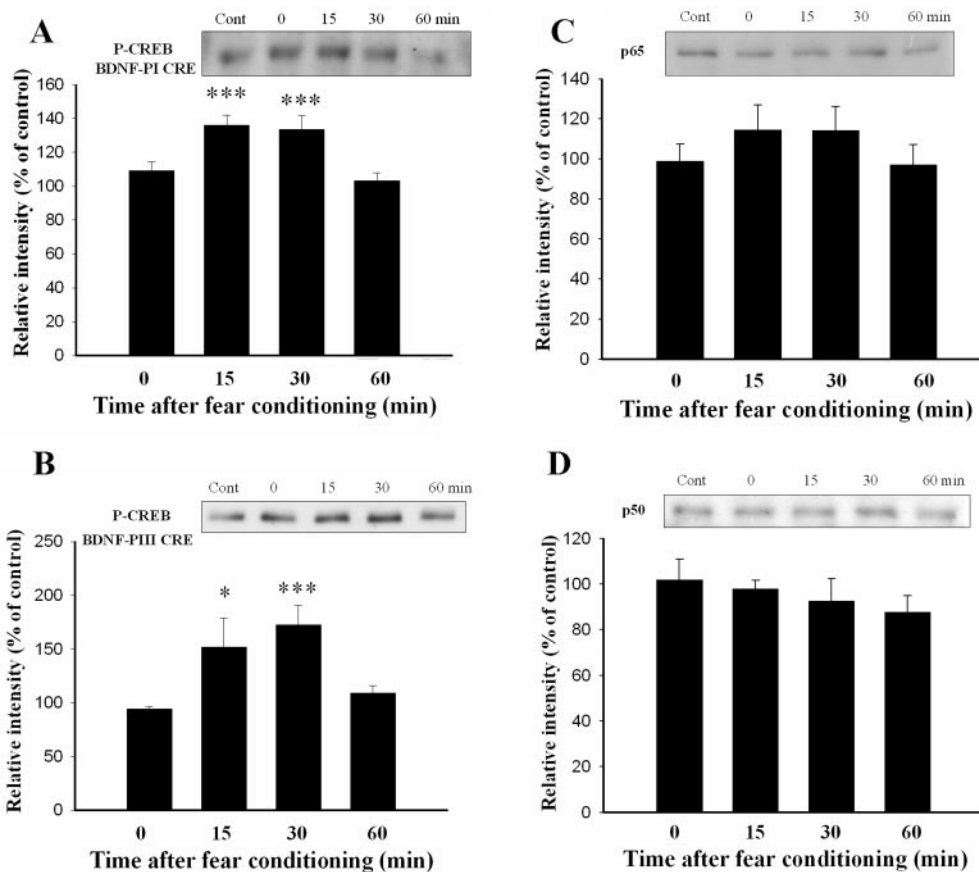 A
Cont 0 15 30 60 min
P-CREB
BDNF-PI CRE
Relative intensity (% of control)
160
140
120
100
80
60
40
20
0
*** ***
0 15 30 60
Time after fear conditioning (min)
B
Cont 0 15 30 60 min
P-CREB
BDNF-PIII CRE
Relative intensity (% of control)
250
200
150
100
50
0
* ***
0 15 30 60
Time after fear conditioning (min)
C
Cont 0 15 30 60 min
p65
Relative intensity (% of control)
140
120
100
80
60
40
20
0
0 15 30 60
Time after fear conditioning (min)
D
Cont 0 15 30 60 min
p50
Relative intensity (% of control)
120
100
80
60
40
20
0
0 15 30 60
Time after fear conditioning (min)